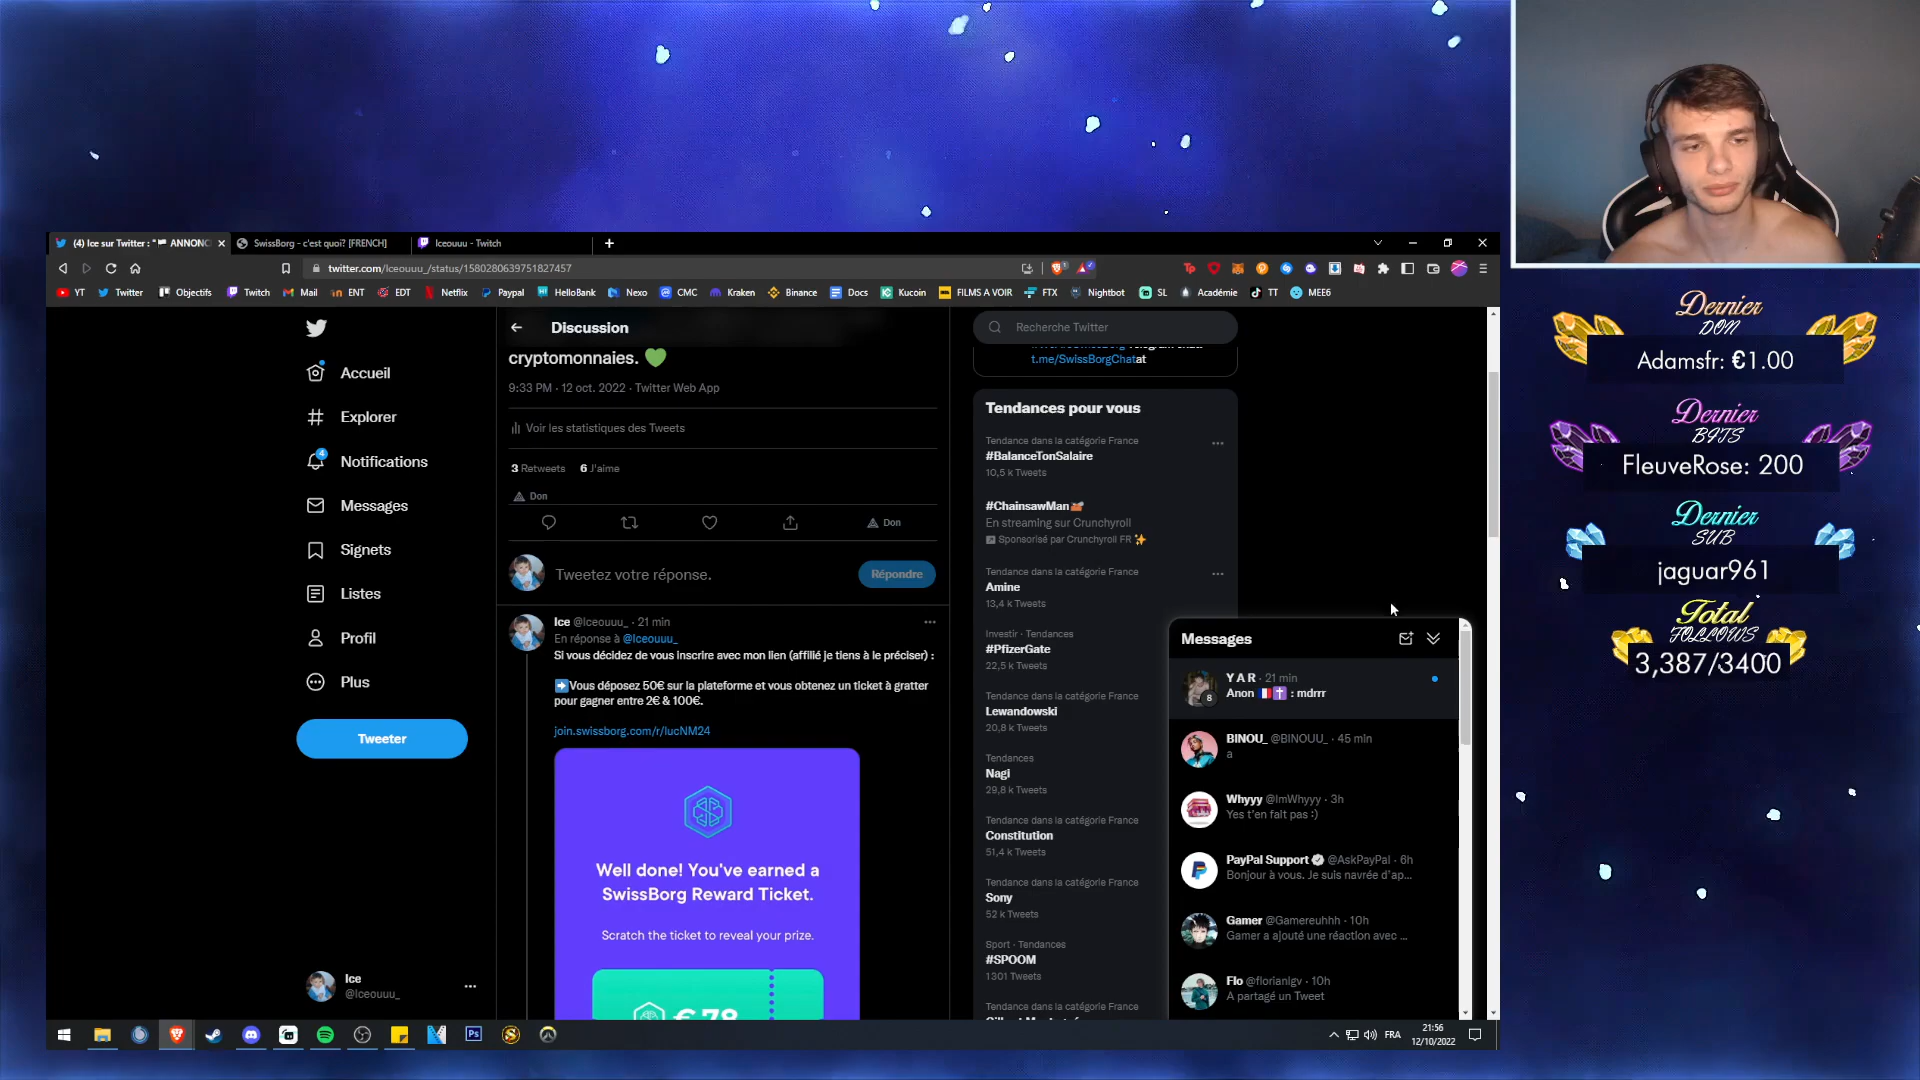 (4) Ice sur Twitter : "🏴 ANNONC
SwissBorg - c'est quoi? [FRENCH]
Iceouuu - Twitch
twitter.com/Iceouuu_/status/1580280639751827457
YT
Twitter
Objectifs
Twitch
Mail
ENT
EDT
Netflix
Paypal
HelloBank
Nexo
CMC
Kraken
Binance
Docs
Kucoin
FILMS A VOIR
FTX
Nightbot
SL
Académie
TT
MEE6
Accueil
Explorer
4
Notifications
Messages
Signets
Listes
Profil
Plus
Tweeter
Ice
@Iceouuu_
Discussion
cryptomonnaies. 💚
9:33 PM · 12 oct. 2022 · Twitter Web App
Voir les statistiques des Tweets
3 Retweets 6 J'aime
Don
Don
Tweetez votre réponse.
Répondre
Ice @Iceouuu_ · 21 min
En réponse à @Iceouuu_
Si vous décidez de vous inscrire avec mon lien (affilié je tiens à le préciser) :
➡️Vous déposez 50€ sur la plateforme et vous obtenez un ticket à gratter
pour gagner entre 2€ & 100€.
join.swissborg.com/r/lucNM24
Well done! You've earned a
SwissBorg Reward Ticket.
Scratch the ticket to reveal your prize.
€78
Recherche Twitter
t.me/SwissBorgChatat
Tendances pour vous
Tendance dans la catégorie France
#BalanceTonSalaire
10,5 k Tweets
#ChainsawMan
En streaming sur Crunchyroll
Sponsorisé par Crunchyroll FR ✨
Tendance dans la catégorie France
Amine
13,4 k Tweets
Investir · Tendances
#PfizerGate
22,5 k Tweets
Tendance dans la catégorie France
Lewandowski
20,8 k Tweets
Tendances
Nagi
29,8 k Tweets
Tendance dans la catégorie France
Constitution
51,4 k Tweets
Tendance dans la catégorie France
Sony
52 k Tweets
Sport · Tendances
#SPOOM
1 301 Tweets
Tendance dans la catégorie France
Messages
Y A R · 21 min
8
Anon 🇫🇷✝️ : mdrrr
BINOU_ @BINOUU_ · 45 min
a
Whyyy @ImWhyyy · 3h
Yes t'en fait pas :)
PayPal Support @AskPayPal · 6h
Bonjour à vous. Je suis navrée d'ap...
Gamer @Gamereuhhh · 10h
Gamer a ajouté une réaction avec ...
Flo @florianlgv · 10h
A partagé un Tweet
FRA
21:56
12/10/2022
Dernier
DON
Adamsfr: €1.00
Dernier
BITS
FleuveRose: 200
Dernier
SUB
jaguar961
Total
FOLLOWS
3,387/3400